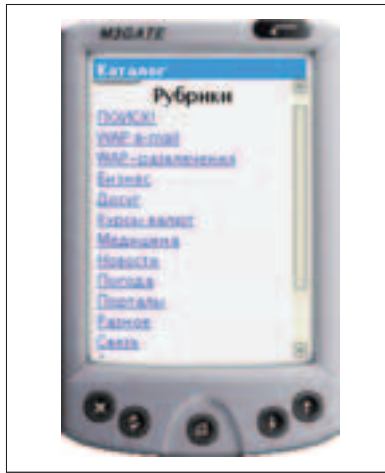 M3GATE
Каталог
Рубрики
ПОИСК!
WAP e-mail
WAP-развлечения
Бизнес
Досуг
Курсы валют
Медицина
Новости
Погода
Порталы
Разное
Связь